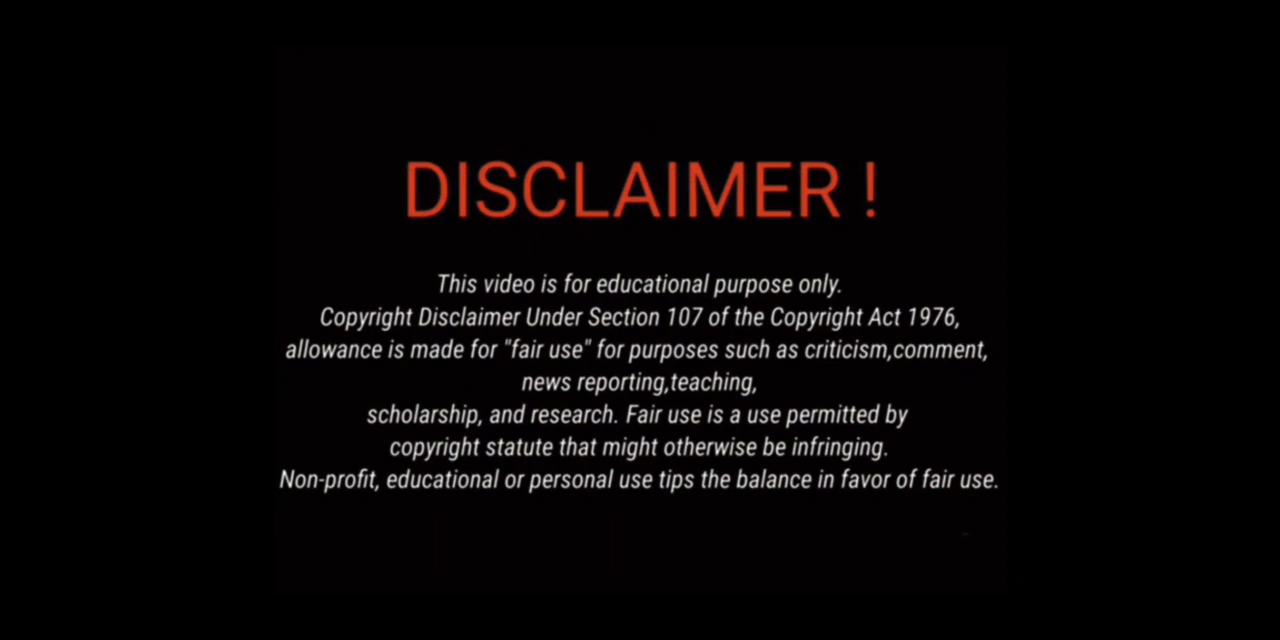 DISCLAIMER !
This video is for educational purpose only.
Copyright Disclaimer Under Section 107 of the Copyright Act 1976,
allowance is made for "fair use" for purposes such as criticism,comment,
news reporting,teaching,
scholarship, and research. Fair use is a use permitted by
copyright statute that might otherwise be infringing.
Non-profit, educational or personal use tips the balance in favor of fair use.